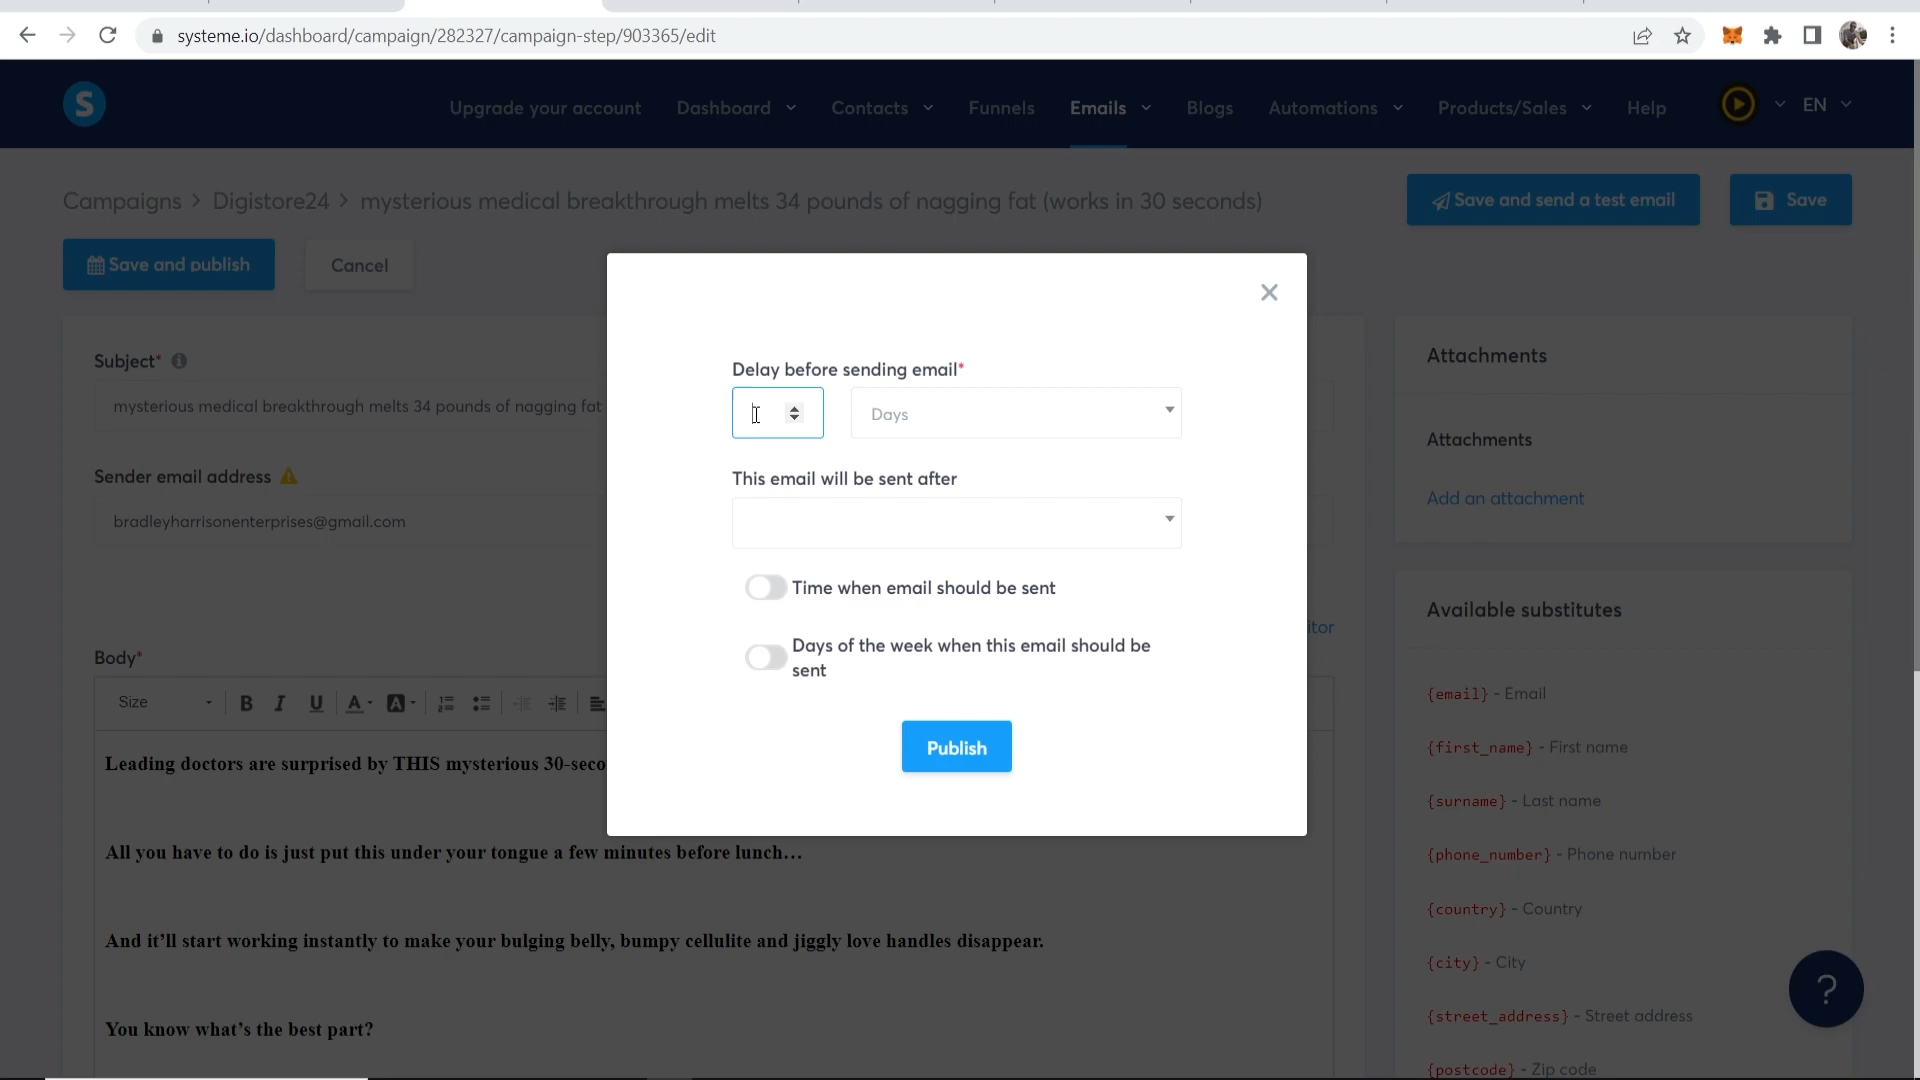 systeme.io/dashboard/campaign/282327/campaign-step/903365/edit
S
Upgrade your account
Dashboard
Contacts
Funnels
Emails
Blogs
Automations
Products/Sales
Help
EN
Campaigns > Digistore24 > mysterious medical breakthrough melts 34 pounds of nagging fat (works in 30 seconds)
Save and send a test email
Save
Save and publish
Cancel
Subject*
mysterious medical breakthrough melts 34 pounds of nagging fat
Sender email address
bradleyharrisonenterprises@gmail.com
Body*
Size
B I U A A
Leading doctors are surprised by THIS mysterious 30-seco
All you have to do is just put this under your tongue a few minutes before lunch…
And it’ll start working instantly to make your bulging belly, bumpy cellulite and jiggly love handles disappear.
You know what’s the best part?
Delay before sending email*
Days
This email will be sent after
Time when email should be sent
Days of the week when this email should be
sent
Publish
itor
Attachments
Attachments
Add an attachment
Available substitutes
{email} - Email
{first_name} - First name
{surname} - Last name
{phone_number} - Phone number
{country} - Country
{city} - City
{street_address} - Street address
{postcode} - Zip code
?